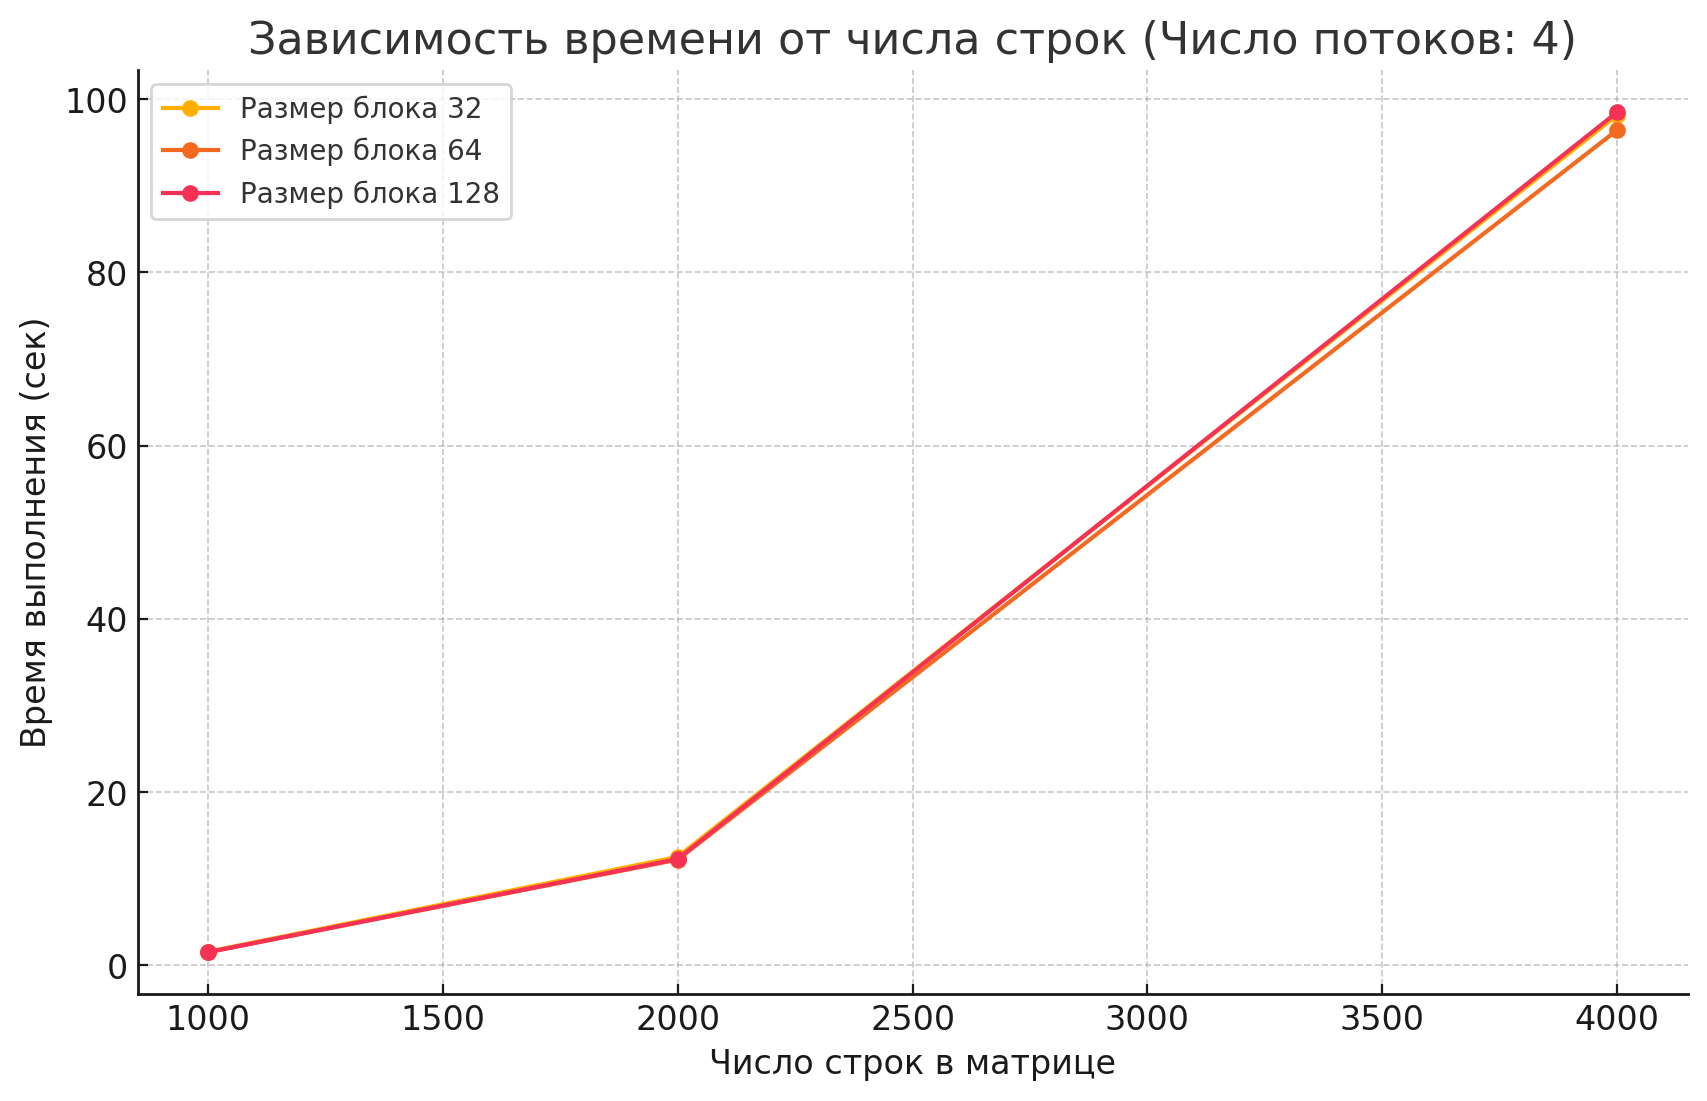 Зависимость времени от числа строк (Число потоков: 4)
Размер блока 32
Размер блока 64
Размер блока 128
Время выполнения (сек)
100
80
60
40
20
0
1000 1500 2000 2500 3000 3500 4000
Число строк в матрице